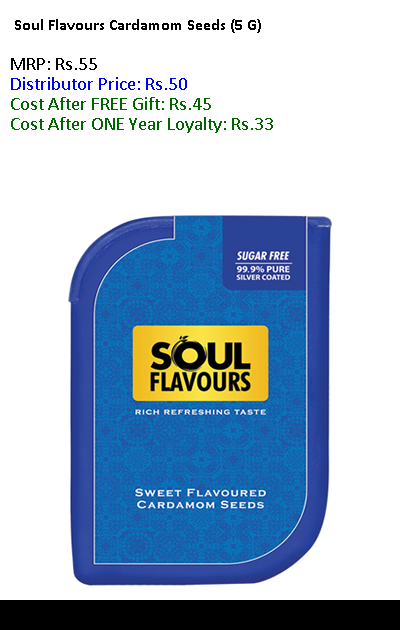 Soul Flavours Cardamom Seeds (5 G)
MRP: Rs.55
Distributor Price: Rs.50
Cost After FREE Gift: Rs.45
Cost After ONE Year Loyalty: Rs.33
SUGAR FREE
99.9% PURE
SILVER COATED
SOUL
FLAVOURS
RICH REFRESHING TASTE
SWEET FLAVOURED
CARDAMOM SEEDS